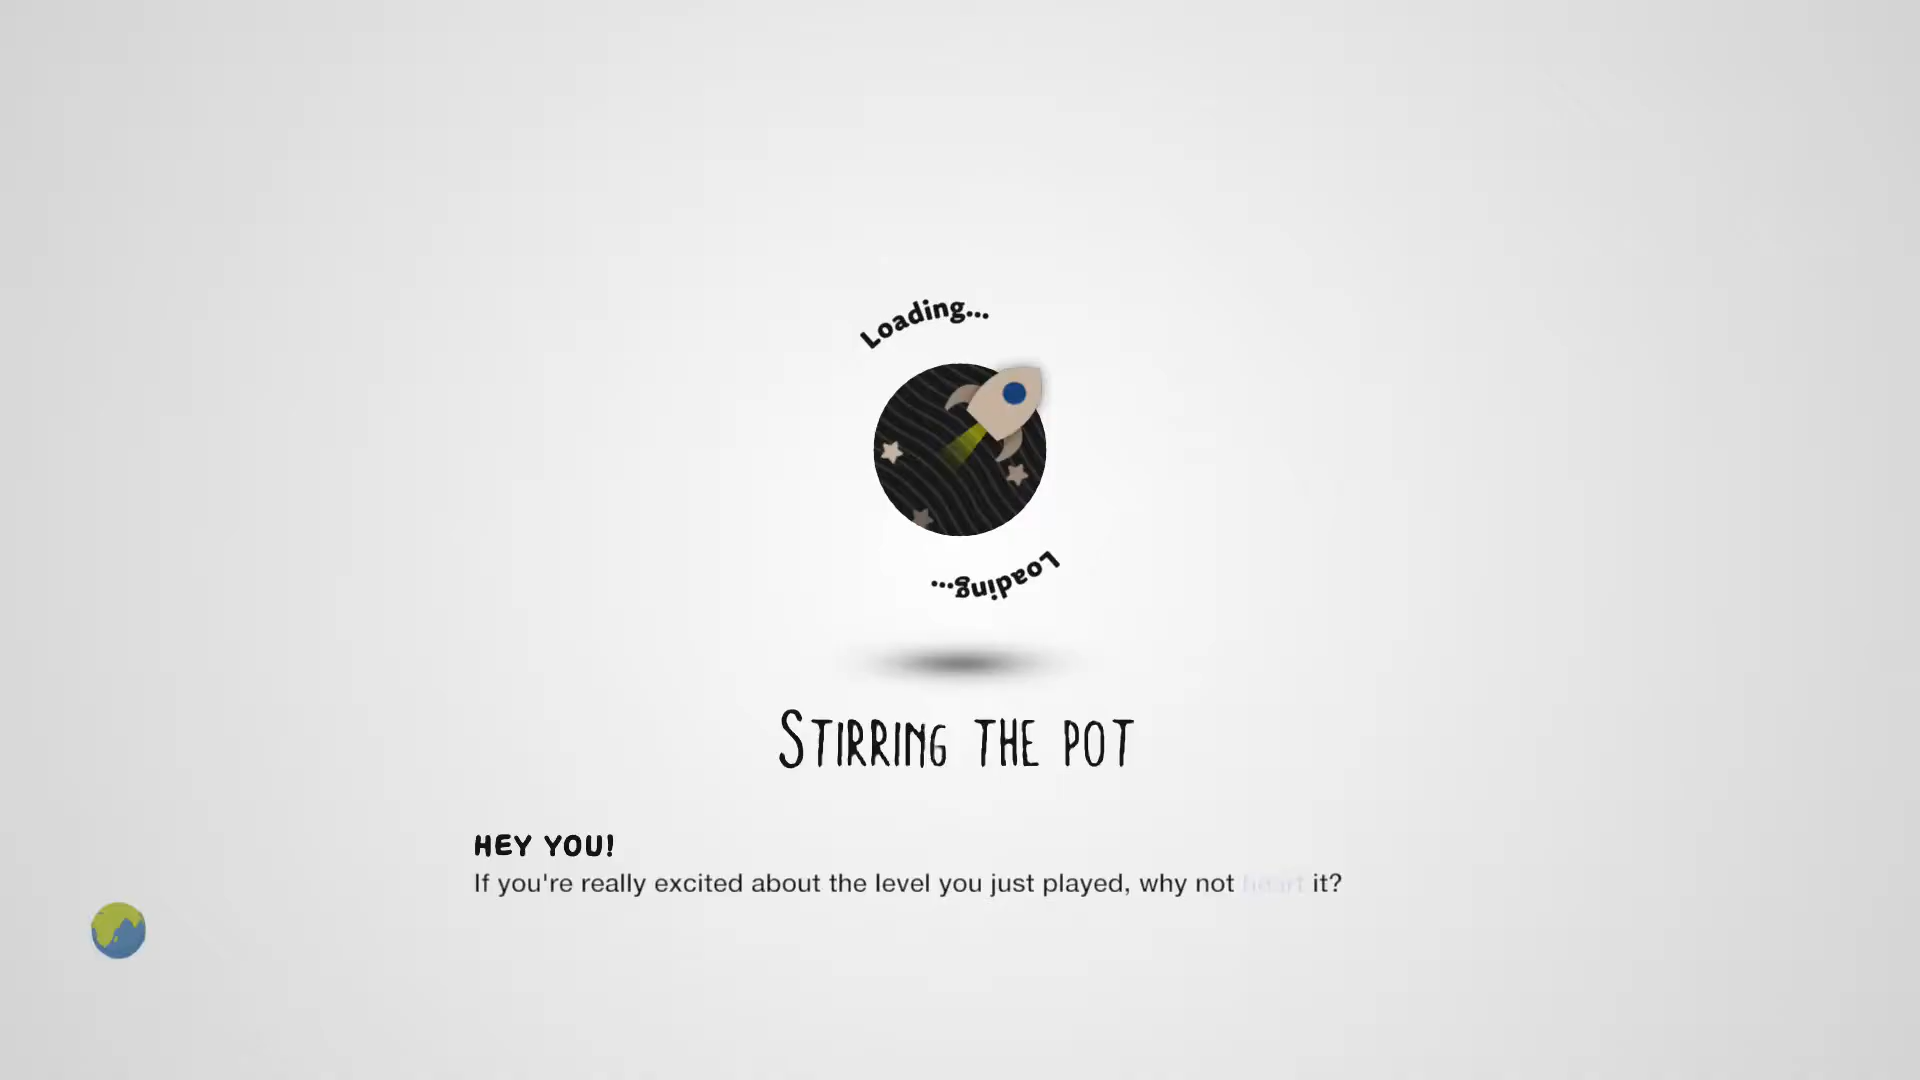 Loading...
Loading...
Stirring the pot
HEY YOU!
If you're really excited about the level you just played, why not heart it?